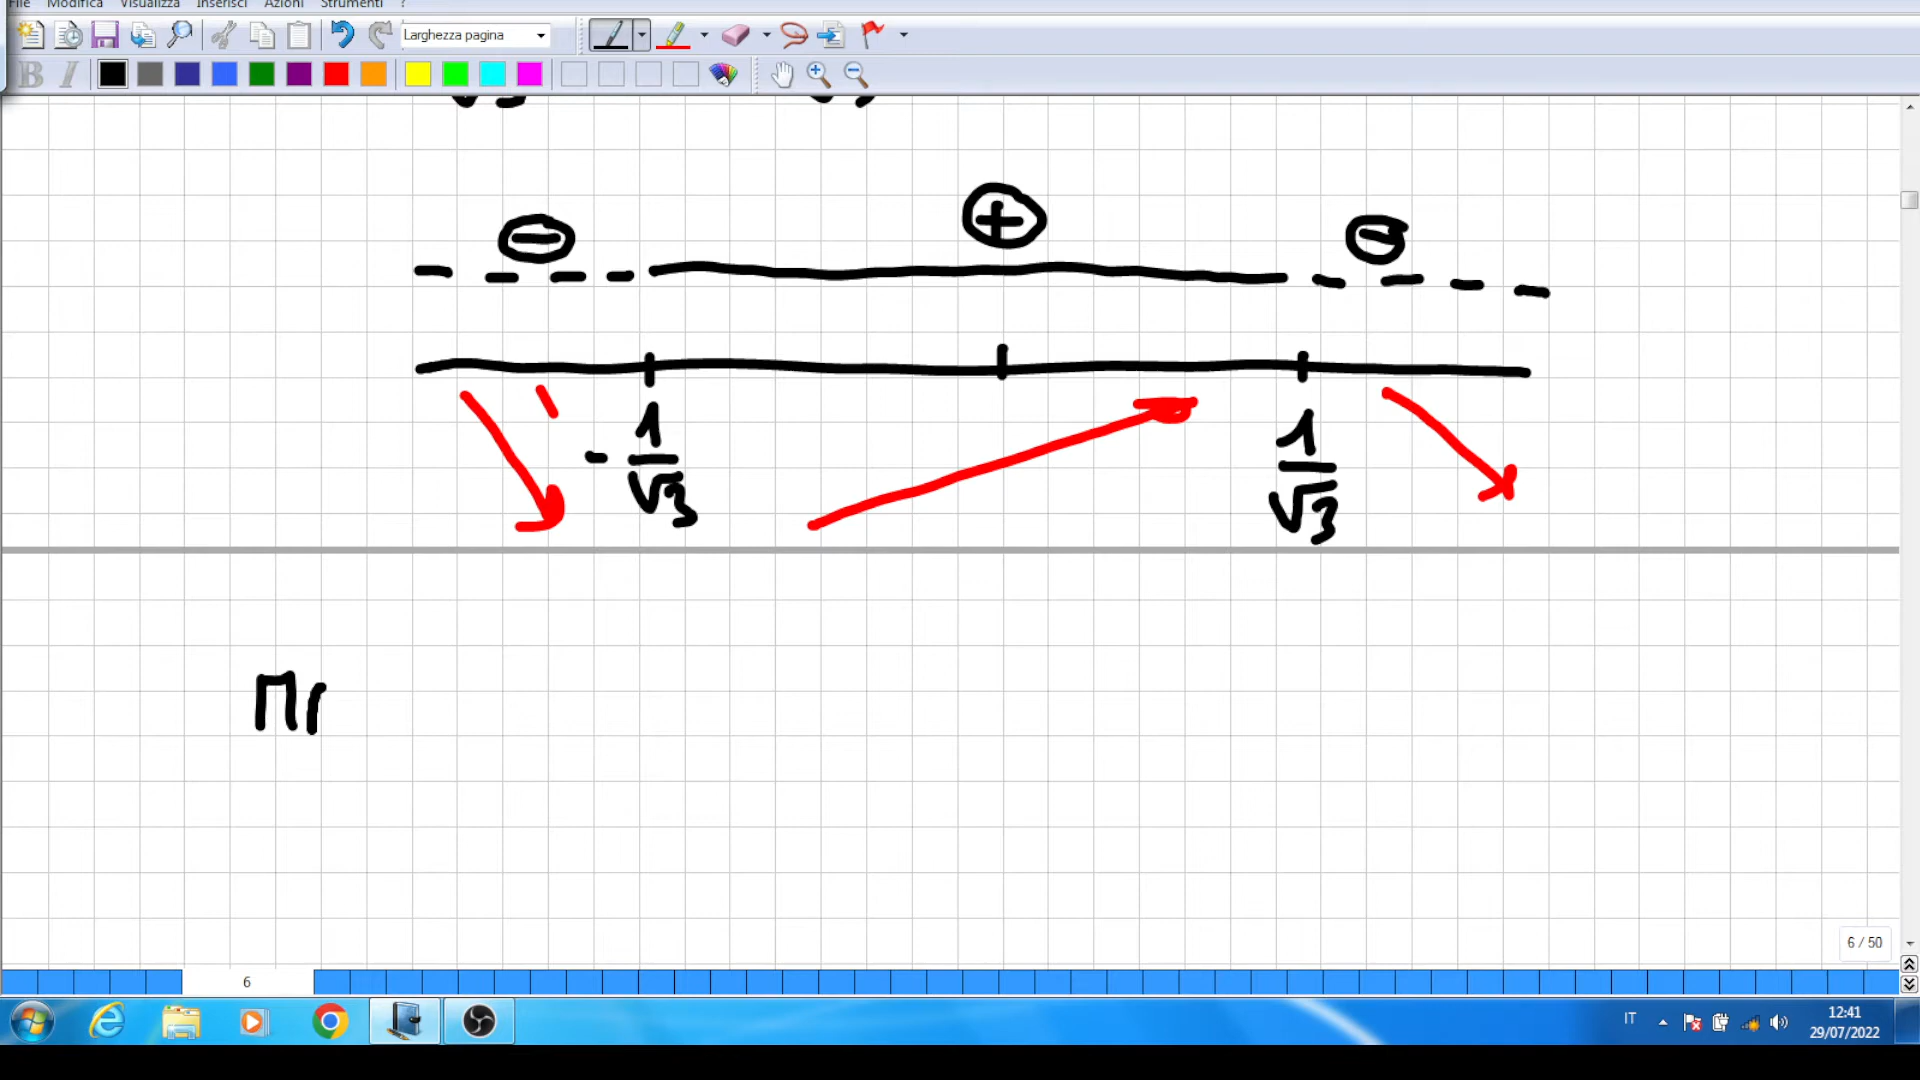 File Modifica Visualizza Inserisci Azioni Strumenti ?
Larghezza pagina
B I
⊖ ⊕ ⊖
- 1/√3 1/√3
6 / 50
6
IT
12:41
29/07/2022